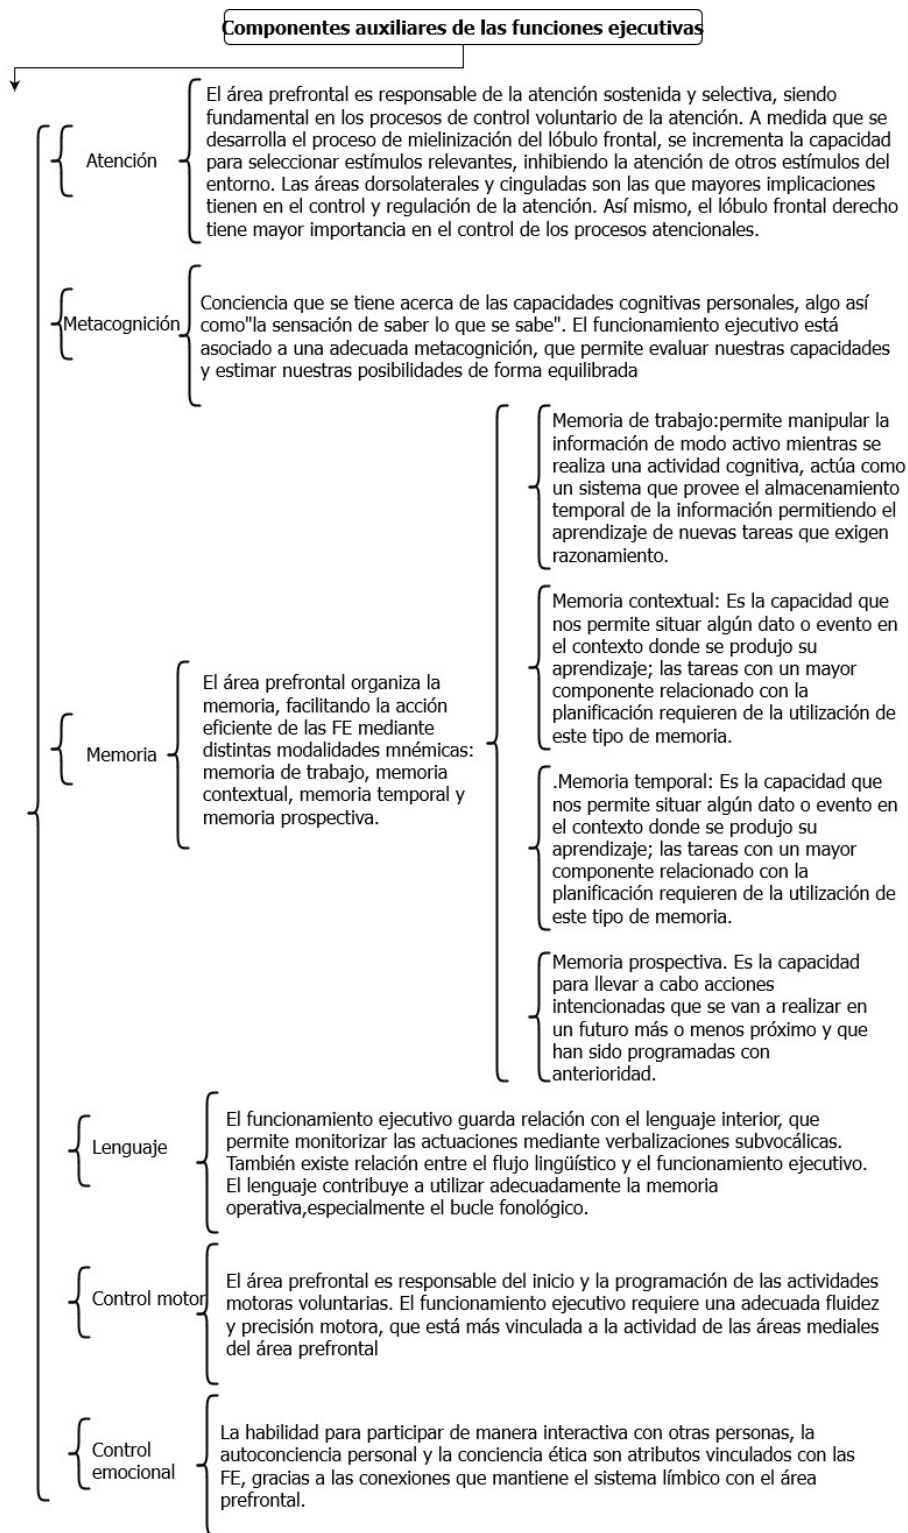 Componentes auxiliares de las funciones ejecutivas
El área prefrontal es responsable de la atención sostenida y selectiva, siendo
fundamental en los procesos de control voluntario de la atención. A medida que se
desarrolla el proceso de mielinización del lóbulo frontal, se incrementa la capacidad
para seleccionar estímulos relevantes, inhibiendo la atención de otros estímulos del
entorno. Las áreas dorsolaterales y cinguladas son las que mayores implicaciones
tienen en el control y regulación de la atención. Así mismo, el lóbulo frontal derecho
tiene mayor importancia en el control de los procesos atencionales.
Atención
Metacognición
Conciencia que se tiene acerca de las capacidades cognitivas personales, algo así
como"la sensación de saber lo que se sabe". El funcionamiento ejecutivo está
asociado a una adecuada metacognición, que permite evaluar nuestras capacidades
y estimar nuestras posibilidades de forma equilibrada
Memoria
El área prefrontal organiza la
memoria, facilitando la acción
eficiente de las FE mediante
distintas modalidades mnémicas:
memoria de trabajo, memoria
contextual, memoria temporal y
memoria prospectiva.
Memoria de trabajo:permite manipular la
información de modo activo mientras se
realiza una actividad cognitiva, actúa como
un sistema que provee el almacenamiento
temporal de la información permitiendo el
aprendizaje de nuevas tareas que exigen
razonamiento.
Memoria contextual: Es la capacidad que
nos permite situar algún dato o evento en
el contexto donde se produjo su
aprendizaje; las tareas con un mayor
componente relacionado con la
planificación requieren de la utilización de
este tipo de memoria.
.Memoria temporal: Es la capacidad que
nos permite situar algún dato o evento en
el contexto donde se produjo su
aprendizaje; las tareas con un mayor
componente relacionado con la
planificación requieren de la utilización de
este tipo de memoria.
Memoria prospectiva. Es la capacidad
para llevar a cabo acciones
intencionadas que se van a realizar en
un futuro más o menos próximo y que
han sido programadas con
anterioridad.
Lenguaje
El funcionamiento ejecutivo guarda relación con el lenguaje interior, que
permite monitorizar las actuaciones mediante verbalizaciones subvocálicas.
También existe relación entre el flujo lingüístico y el funcionamiento ejecutivo.
El lenguaje contribuye a utilizar adecuadamente la memoria
operativa,especialmente el bucle fonológico.
Control motor
El área prefrontal es responsable del inicio y la programación de las actividades
motoras voluntarias. El funcionamiento ejecutivo requiere una adecuada fluidez
y precisión motora, que está más vinculada a la actividad de las áreas mediales
del área prefrontal
Control
emocional
La habilidad para participar de manera interactiva con otras personas, la
autoconciencia personal y la conciencia ética son atributos vinculados con las
FE, gracias a las conexiones que mantiene el sistema límbico con el área
prefrontal.